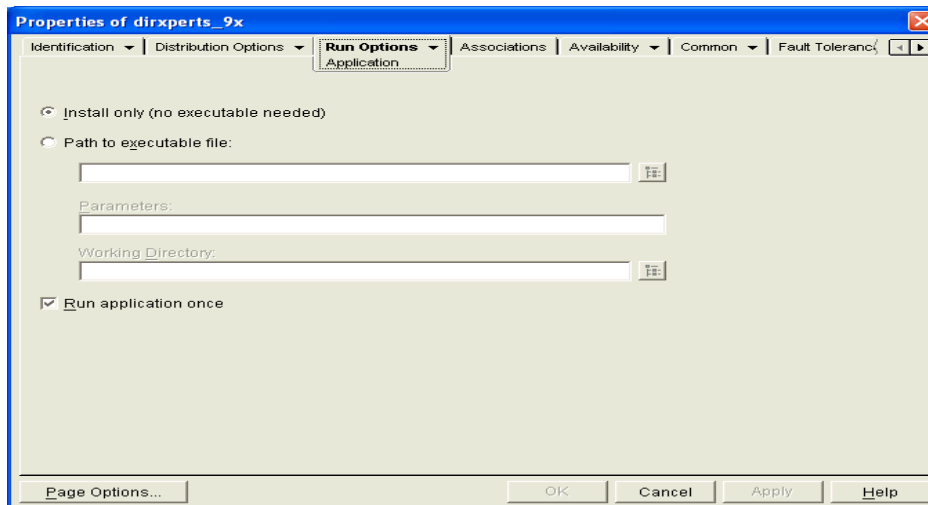 Properties of dirxperts_9x
Identification Distribution Options Run Options Associations Availability Common Fault Toleranc
Application
Install only (no executable needed)
Path to executable file:
Parameters:
Working Directory:
Run application once
Page Options... OK Cancel Apply Help